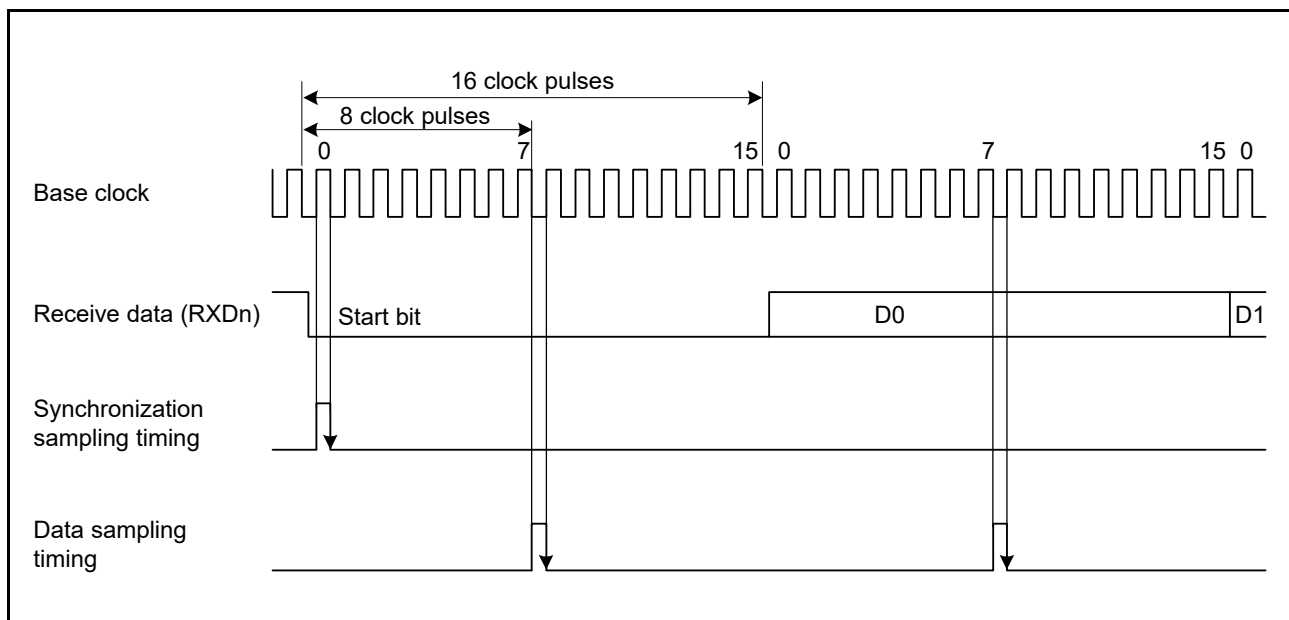 16 clock pulses
8 clock pulses
0 7 15 0 7 15 0
Base clock
Receive data (RXDn)
Start bit
D0
D1
Synchronization
sampling timing
Data sampling
timing